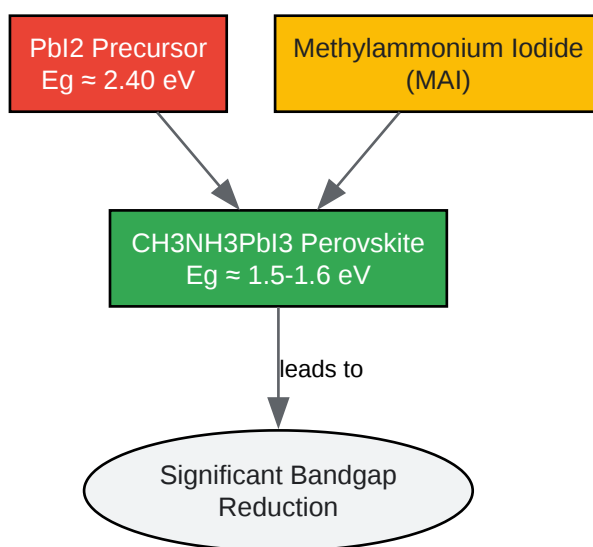 PbI2 Precursor
Eg ≈ 2.40 eV
Methylammonium Iodide
(MAI)
CH3NH3PbI3 Perovskite
Eg ≈ 1.5-1.6 eV
leads to
Significant Bandgap
Reduction